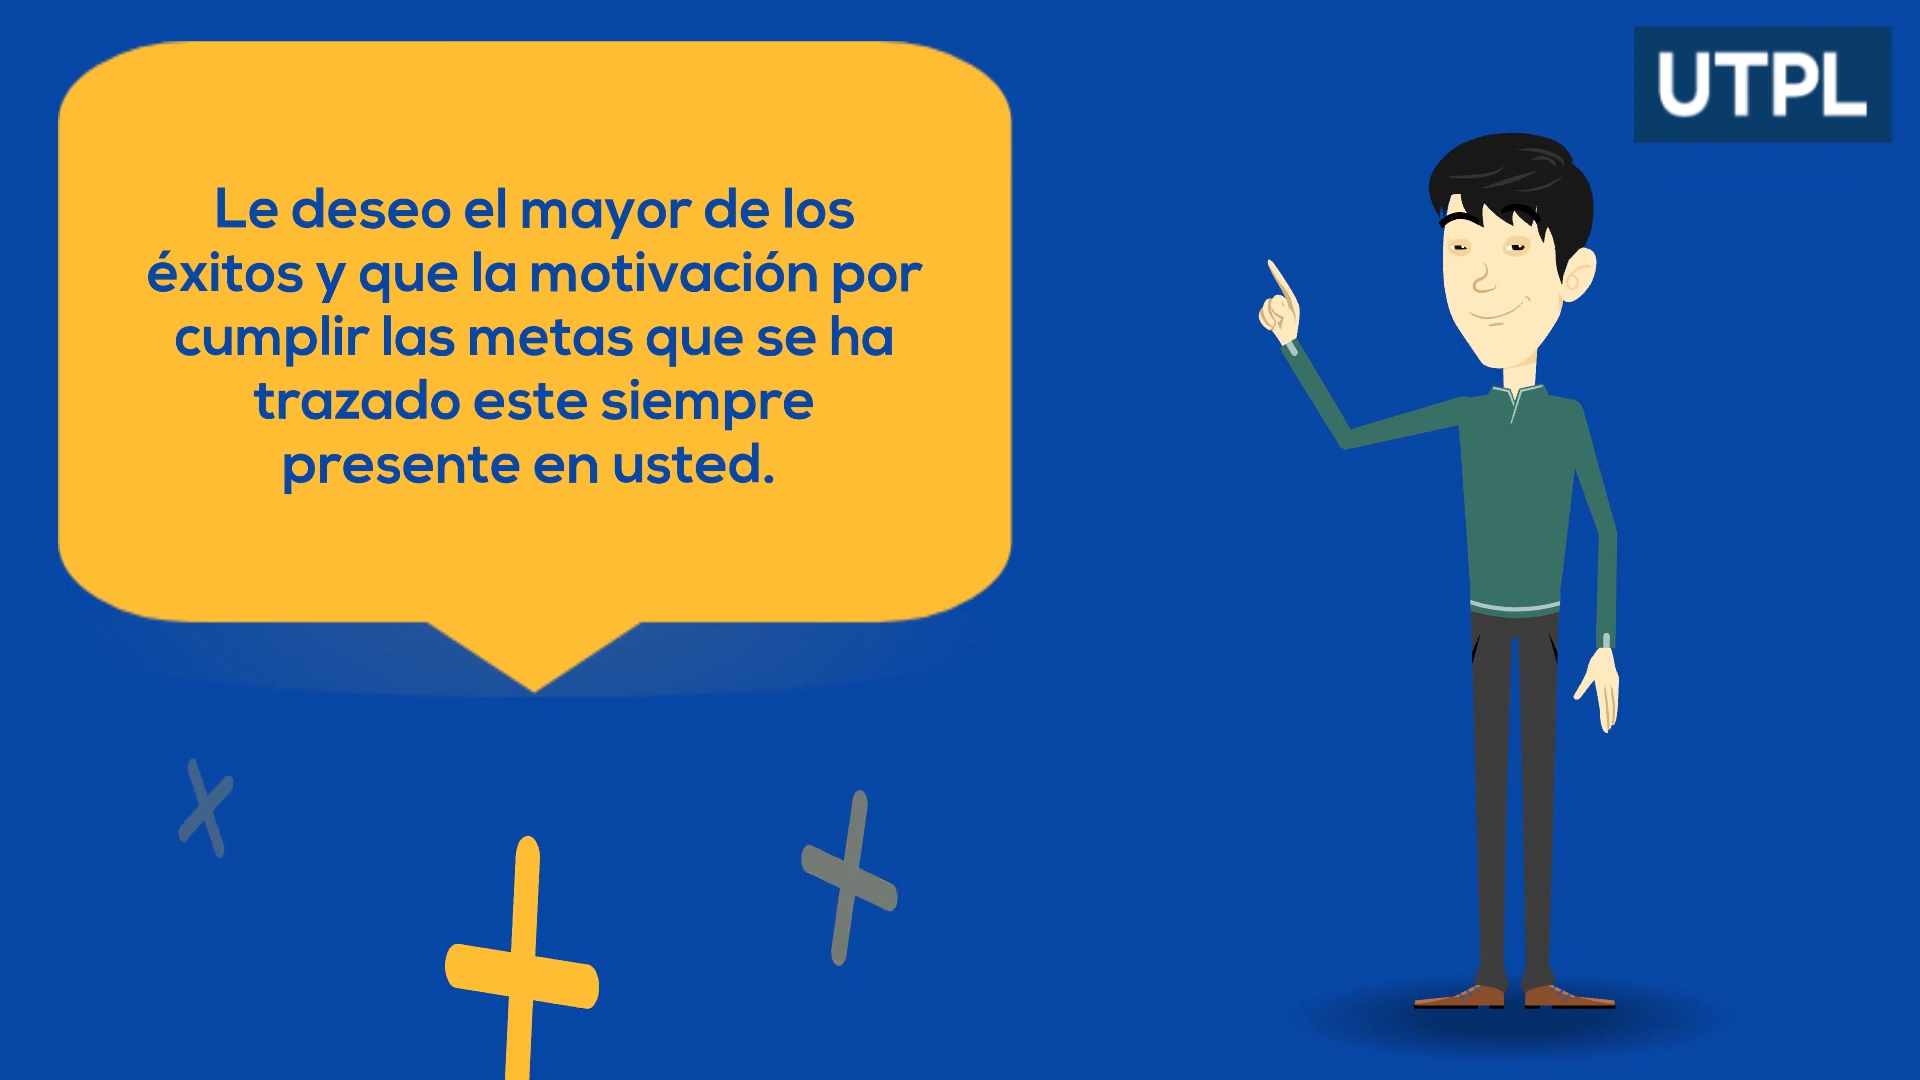 UTPL
Le deseo el mayor de los
éxitos y que la motivación por
cumplir las metas que se ha
trazado este siempre
presente en usted.